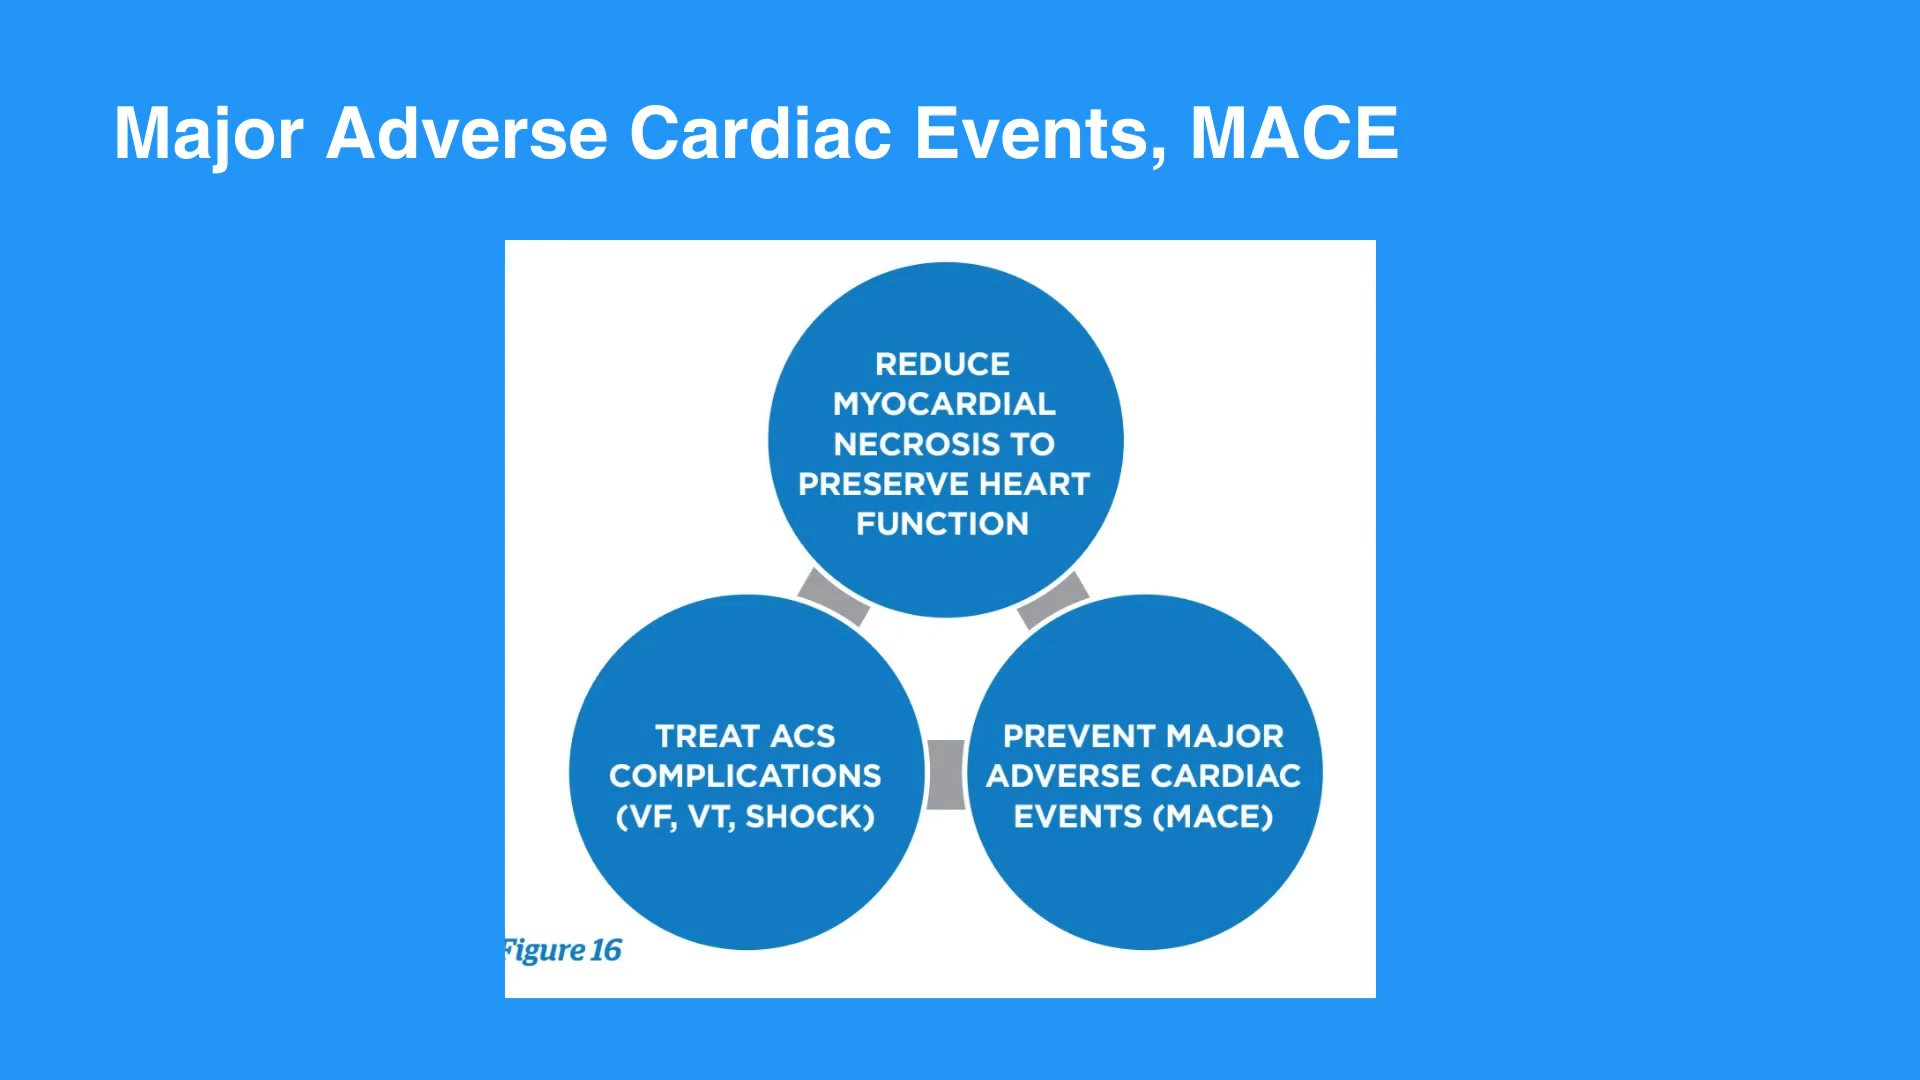 Major Adverse Cardiac Events, MACE
REDUCE
MYOCARDIAL
NECROSIS TO
PRESERVE HEART
FUNCTION
TREAT ACS
COMPLICATIONS
(VF, VT, SHOCK)
PREVENT MAJOR
ADVERSE CARDIAC
EVENTS (MACE)
Figure 16